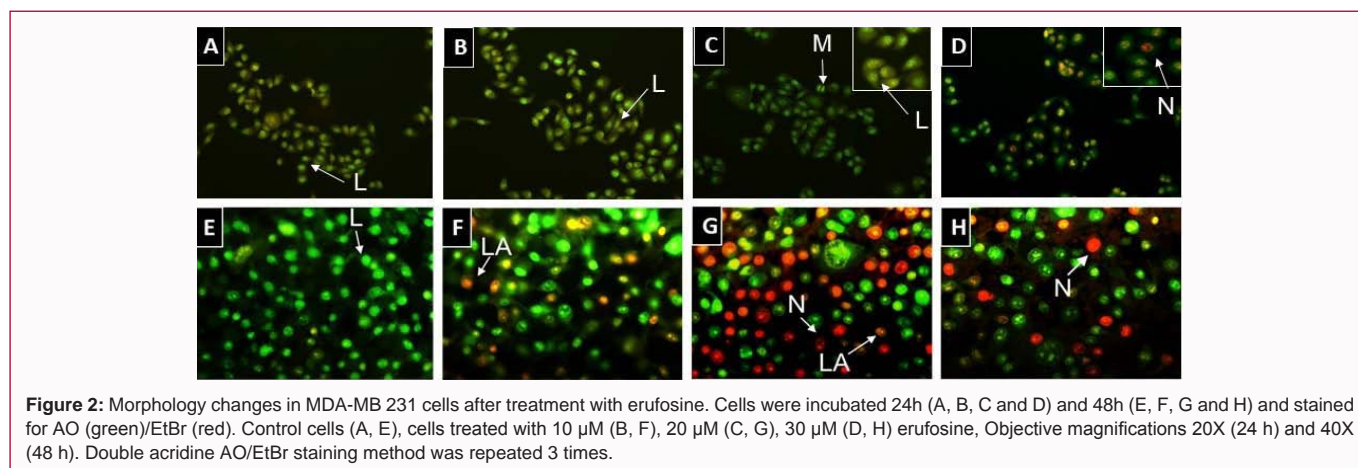 A
B
C
M
D
L
L
L
N
E
L
F
LA
G
N
LA
H
N
Figure 2: Morphology changes in MDA-MB 231 cells after treatment with erufosine. Cells were incubated 24h (A, B, C and D) and 48h (E, F, G and H) and stained
for AO (green)/EtBr (red). Control cells (A, E), cells treated with 10 µM (B, F), 20 µM (C, G), 30 µM (D, H) erufosine, Objective magnifications 20X (24 h) and 40X
(48 h). Double acridine AO/EtBr staining method was repeated 3 times.